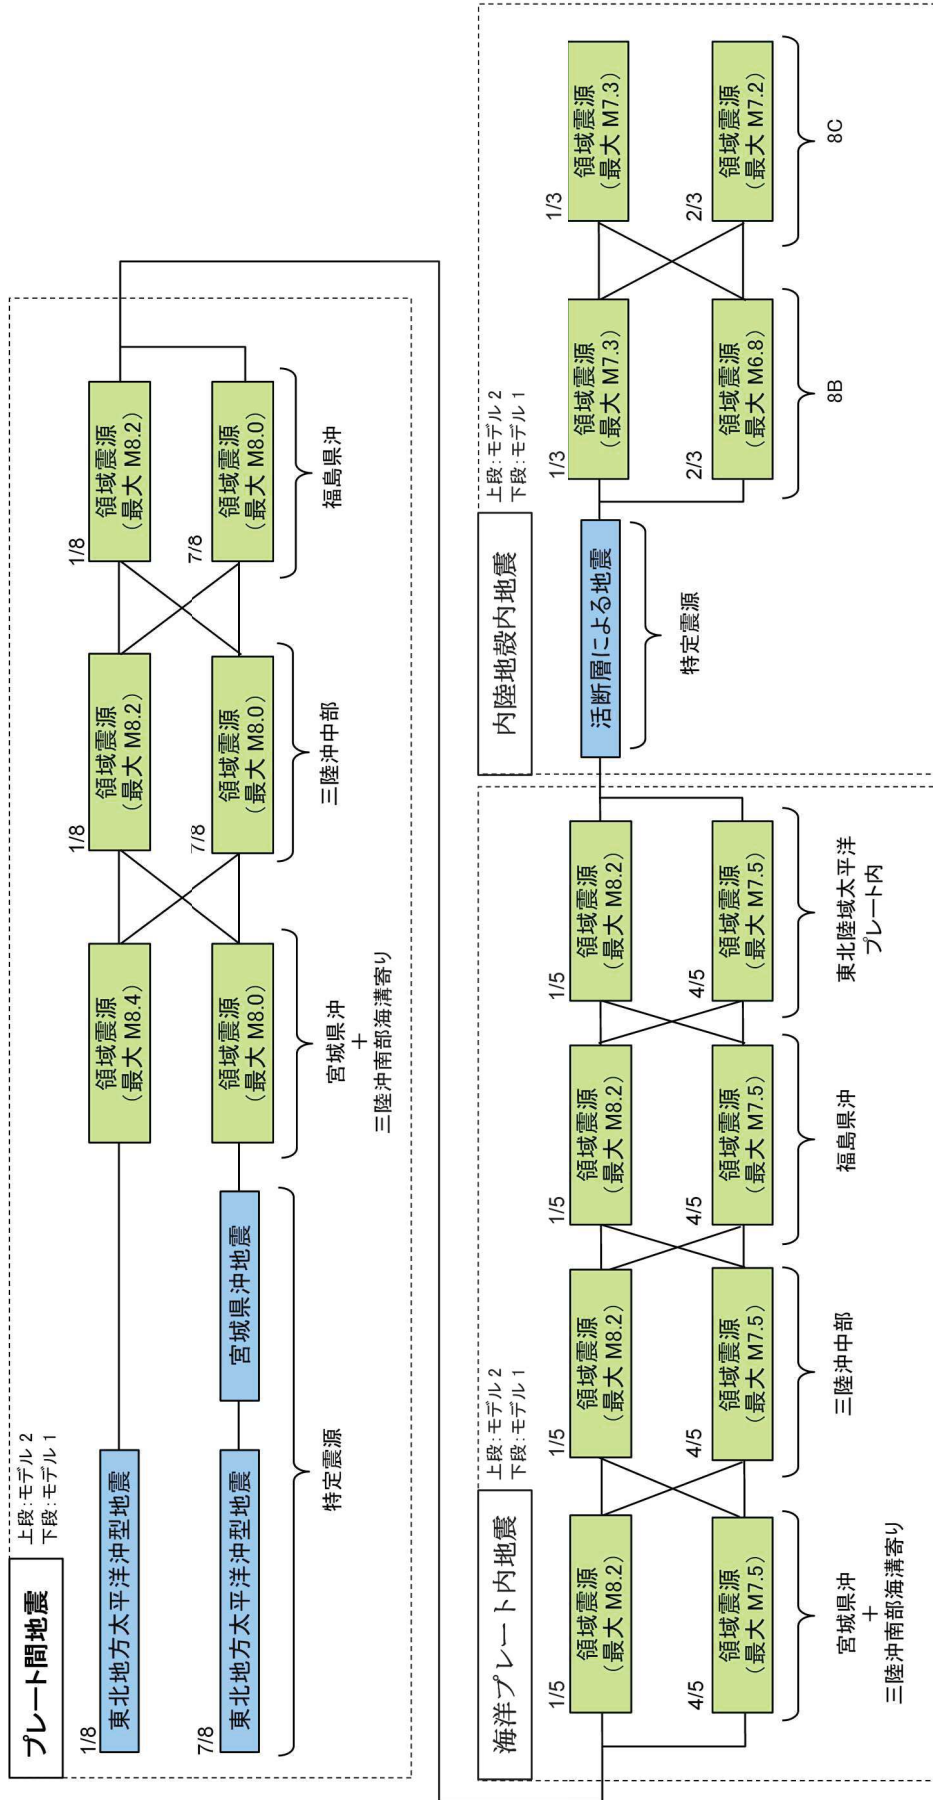 プレート間地震
上段:モデル 2
下段:モデル 1
1/8
東北地方太平洋沖型地震
7/8
東北地方太平洋沖型地震
宮城県沖地震
特定震源
領域震源
(最大 M8.4)
領域震源
(最大 M8.0)
宮城県沖
+
三陸沖南部海溝寄り
1/8
領域震源
(最大 M8.2)
7/8
領域震源
(最大 M8.0)
三陸沖中部
1/8
領域震源
(最大 M8.2)
7/8
領域震源
(最大 M8.0)
福島県沖
海洋プレート内地震
上段:モデル 2
下段:モデル 1
1/5
領域震源
(最大 M8.2)
4/5
領域震源
(最大 M7.5)
宮城県沖
+
三陸沖南部海溝寄り
1/5
領域震源
(最大 M8.2)
4/5
領域震源
(最大 M7.5)
三陸沖中部
1/5
領域震源
(最大 M8.2)
4/5
領域震源
(最大 M7.5)
福島県沖
1/5
領域震源
(最大 M8.2)
4/5
領域震源
(最大 M7.5)
東北陸域太平洋
プレート内
内陸地殻内地震
上段:モデル 2
下段:モデル 1
活断層による地震
特定震源
1/3
領域震源
(最大 M7.3)
2/3
領域震源
(最大 M6.8)
8B
1/3
領域震源
(最大 M7.3)
2/3
領域震源
(最大 M7.2)
8C